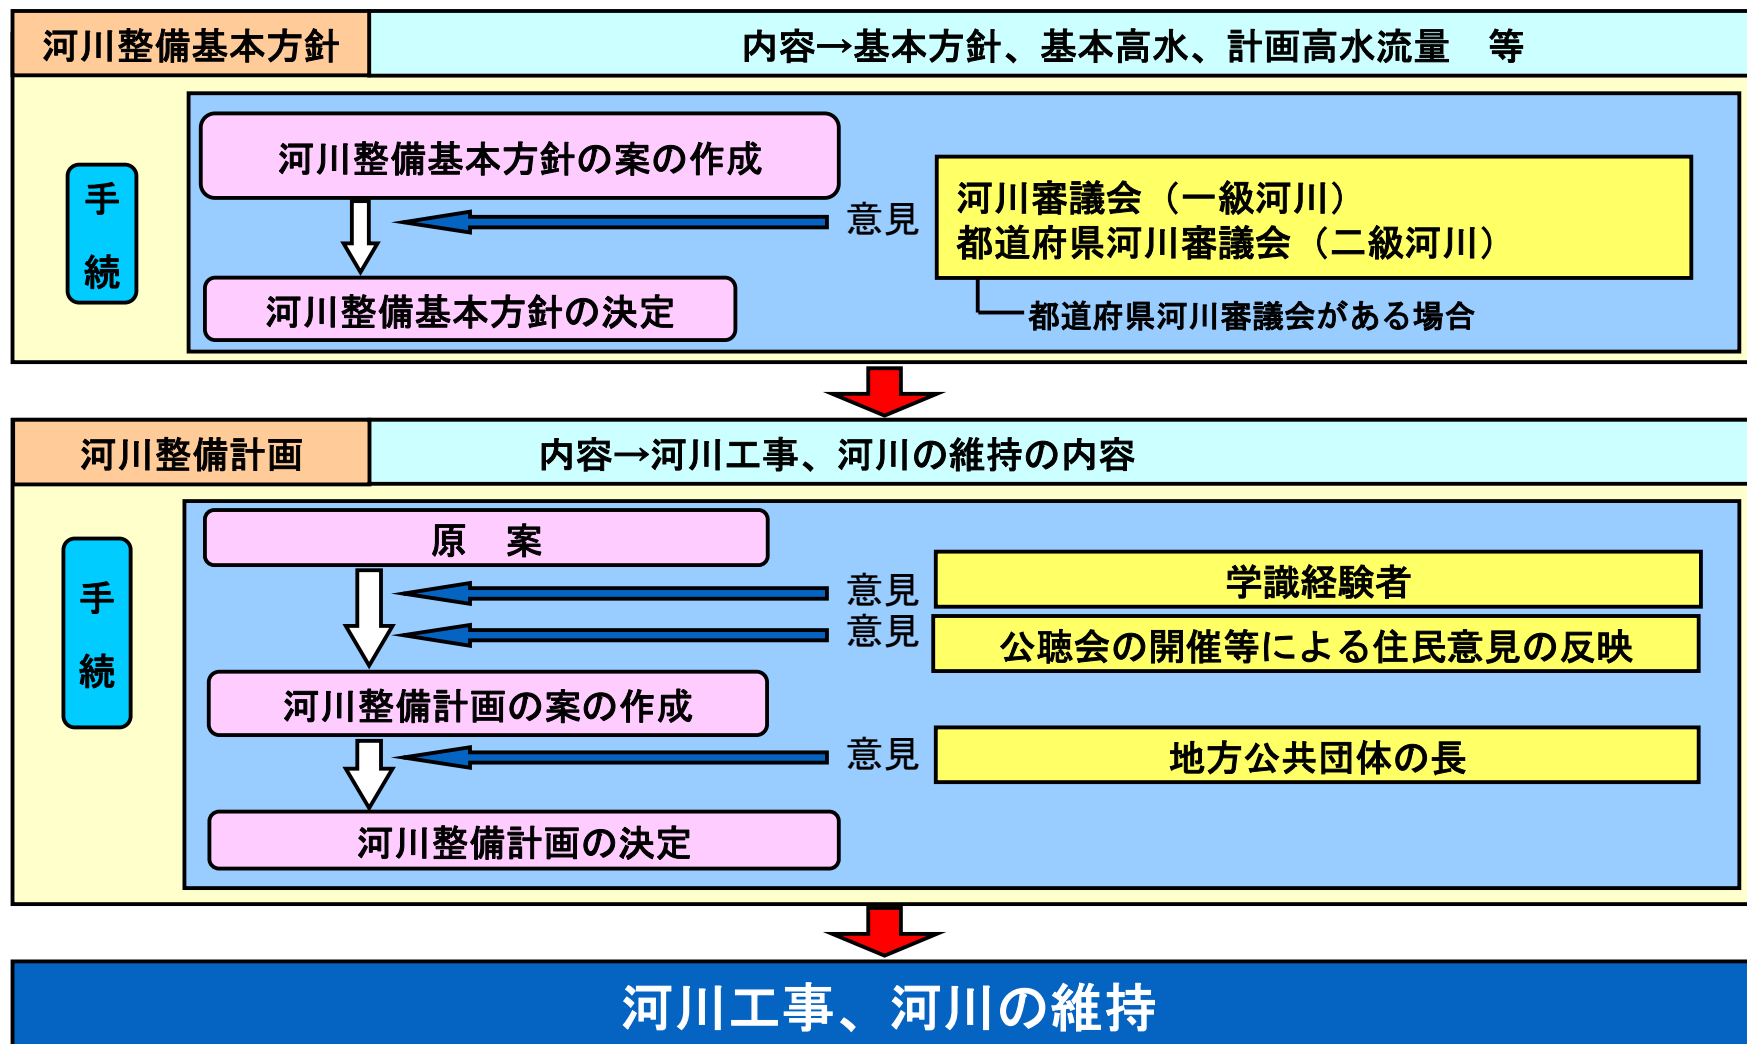 河川整備基本方針
内容→基本方針、基本高水、計画高水流量　等
手
続
河川整備基本方針の案の作成
意見
河川審議会（一級河川）
都道府県河川審議会（二級河川）
都道府県河川審議会がある場合
河川整備基本方針の決定
河川整備計画
内容→河川工事、河川の維持の内容
手
続
原　案
意見
学識経験者
意見
公聴会の開催等による住民意見の反映
河川整備計画の案の作成
意見
地方公共団体の長
河川整備計画の決定
河川工事、河川の維持